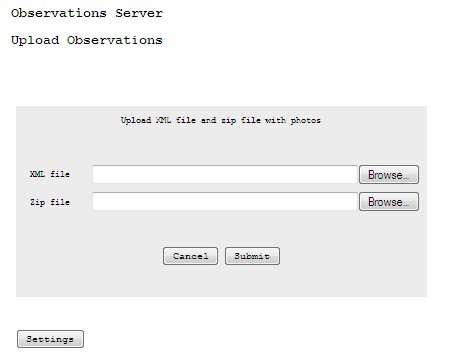 Observations Server
Upload Observations
Upload XML file and zip file with photos
XML file Browse...
Zip file Browse...
Cancel Submit
Settings